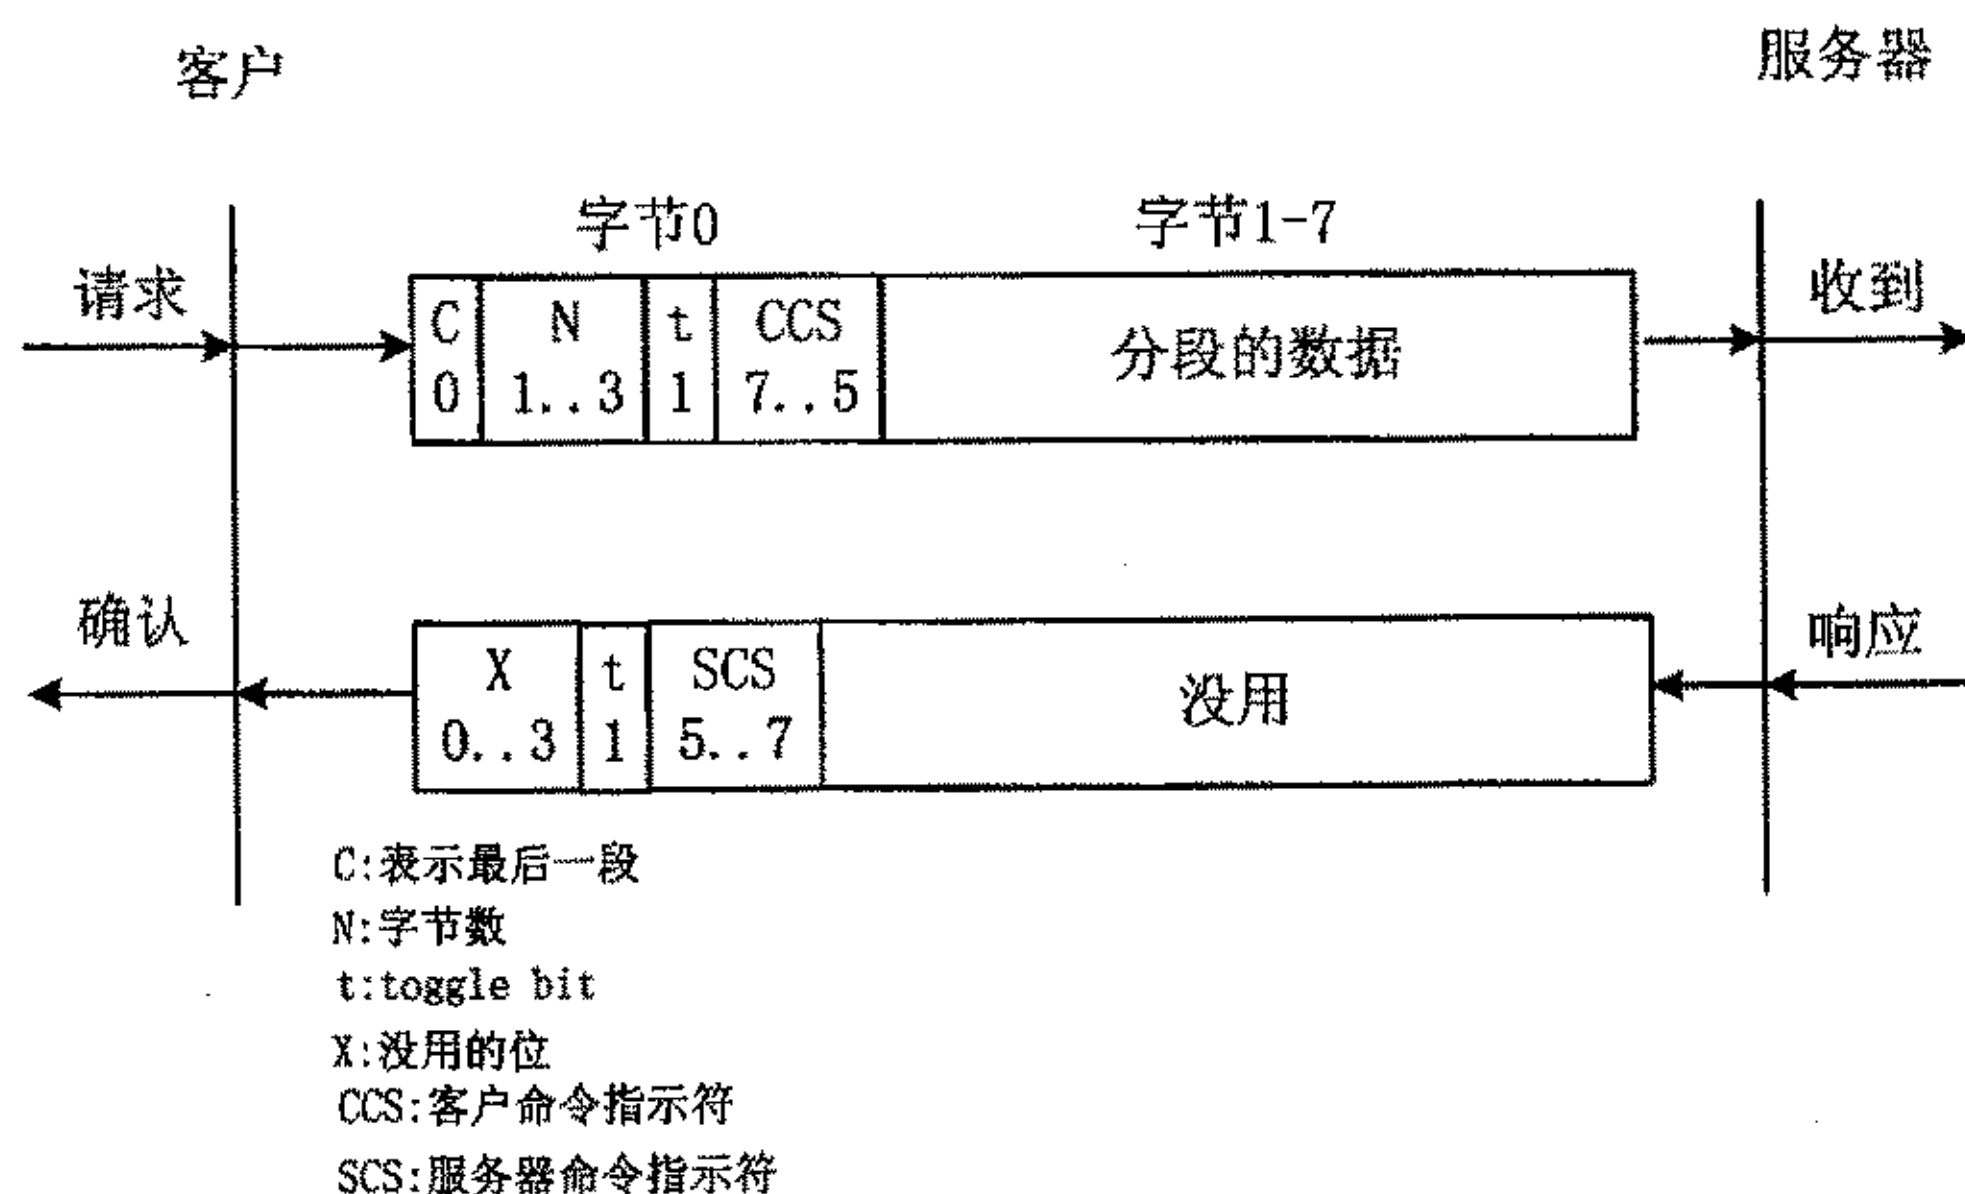 客户 服务器
字节0 字节1-7
请求 C N t CCS 分段的数据 收到
0 1..3 1 7..5
确认 X t SCS 没用 响应
0..3 1 5..7
C:表示最后一段
N:字节数
t:toggle bit
X:没用的位
CCS:客户命令指示符
SCS:服务器命令指示符